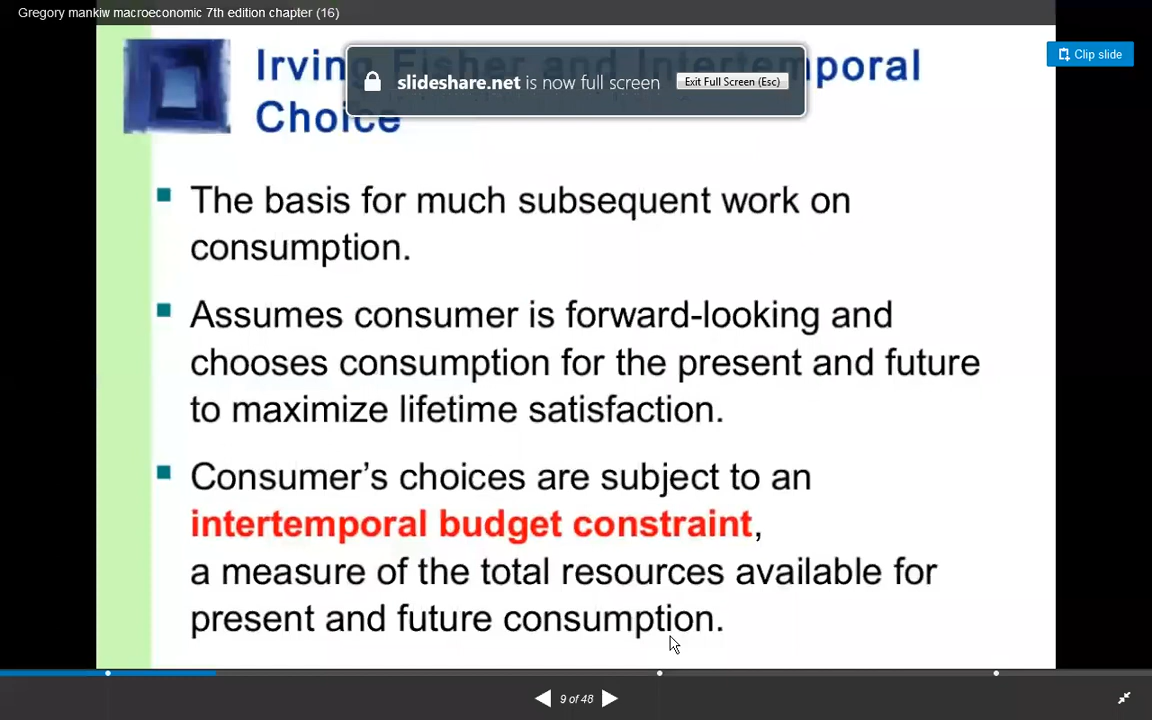 Gregory mankiw macroeconomic 7th edition chapter (16)
Clip slide
Irving Fisher and Intertemporal
Choice
slideshare.net is now full screen
Exit Full Screen (Esc)
The basis for much subsequent work on
consumption.
Assumes consumer is forward-looking and
chooses consumption for the present and future
to maximize lifetime satisfaction.
Consumer’s choices are subject to an
intertemporal budget constraint,
a measure of the total resources available for
present and future consumption.
9 of 48